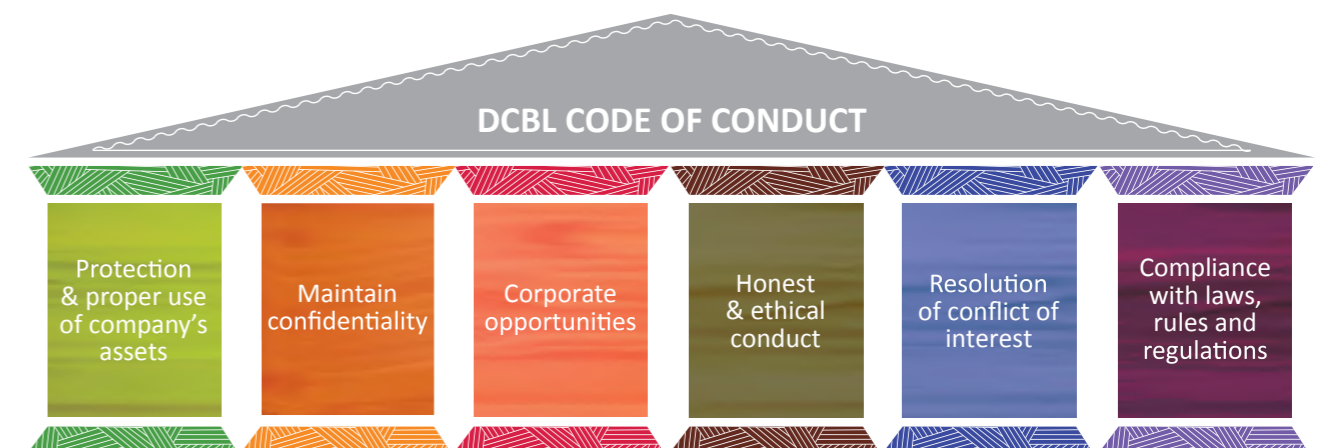 DCBL CODE OF CONDUCT
Protection
& proper use
of company's
assets
Maintain
confidentiality
Corporate
opportunities
Honest
& ethical
conduct
Resolution
of conflict of
interest
Compliance
with laws,
rules and
regulations